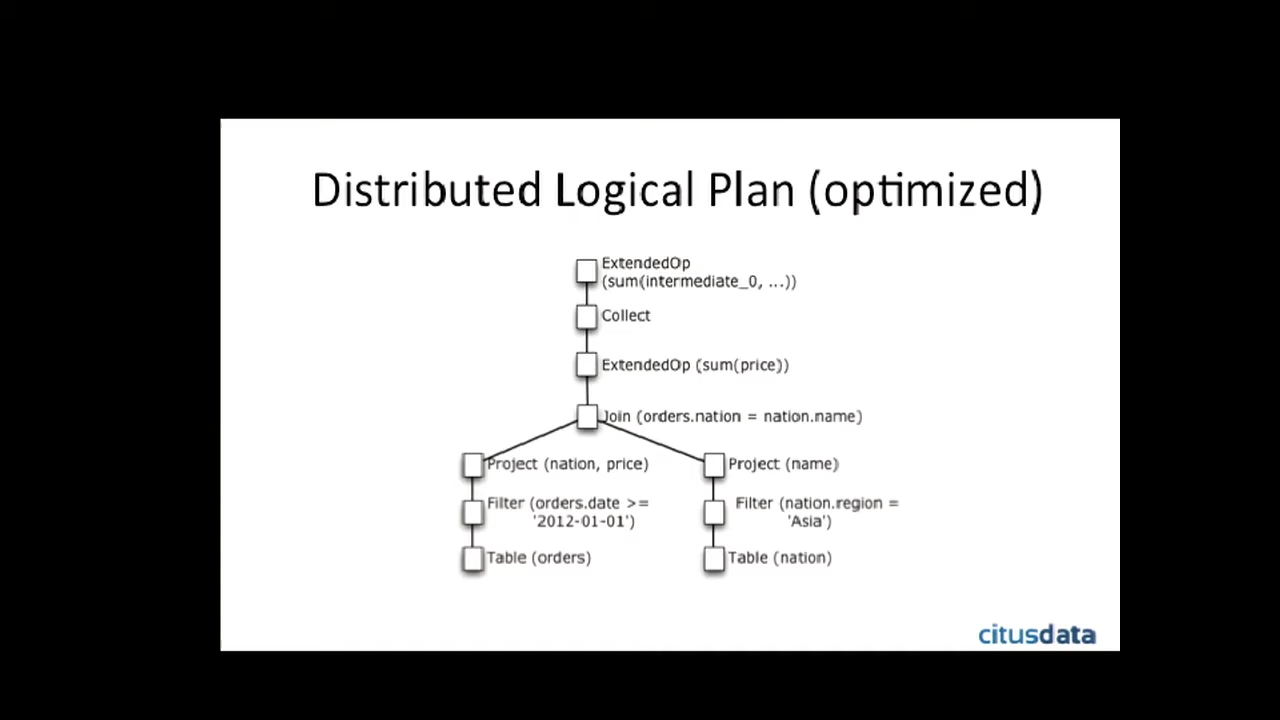 Distributed Logical Plan (optimized)
ExtendedOp
(sum(intermediate_0, ...))
Collect
ExtendedOp (sum(price))
Join (orders.nation = nation.name)
Project (nation, price)
Project (name)
Filter (orders.date >=
'2012-01-01')
Filter (nation.region =
'Asia')
Table (orders)
Table (nation)
citusdata